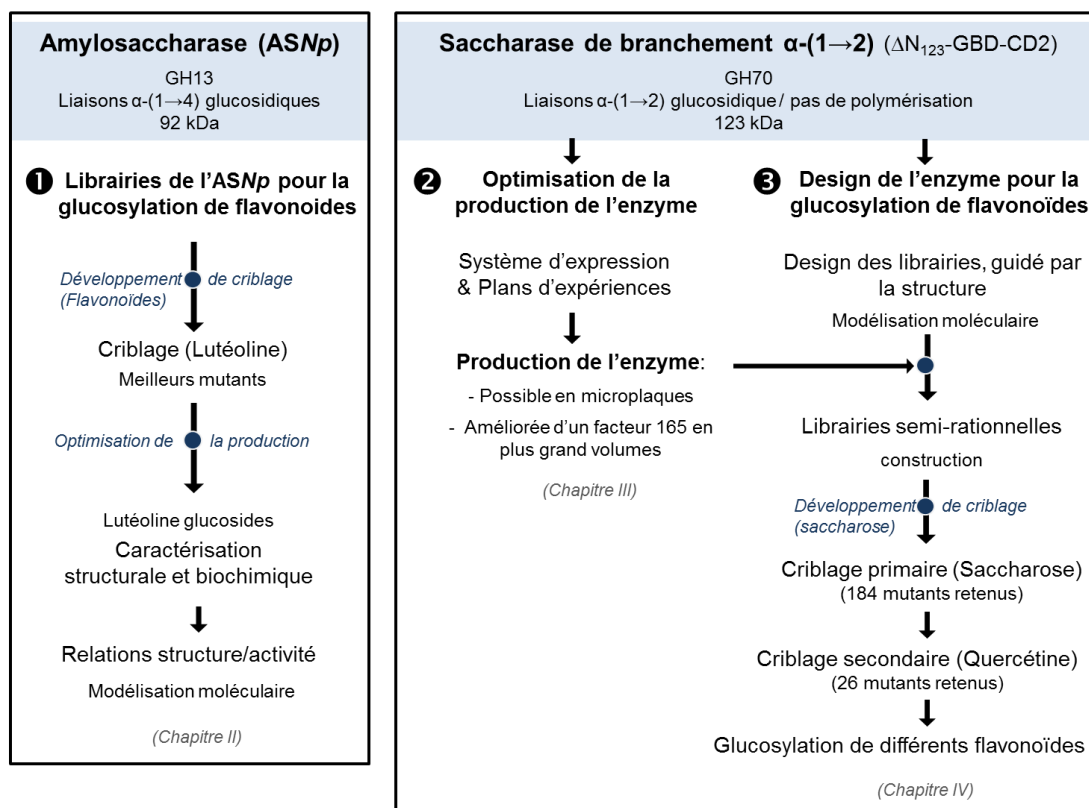 Amylosaccharase (ASNp)
GH13
Liaisons α-(1→4) glucosidiques
92 kDa
❶ Librairies de l'ASNp pour la
glucosylation de flavonoides
Développement de criblage
(Flavonoïdes)
Criblage (Lutéoline)
Meilleurs mutants
Optimisation de la production
Lutéoline glucosides
Caractérisation
structurale et biochimique
Relations structure/activité
Modélisation moléculaire
(Chapitre II)
Saccharase de branchement α-(1→2) (ΔN₁₂₃-GBD-CD2)
GH70
Liaisons α-(1→2) glucosidique / pas de polymérisation
123 kDa
❷ Optimisation de la
production de l'enzyme
Système d'expression
& Plans d'expériences
Production de l'enzyme:
- Possible en microplaques
- Améliorée d'un facteur 165 en
plus grand volumes
(Chapitre III)
❸ Design de l'enzyme pour la
glucosylation de flavonoïdes
Design des librairies, guidé par
la structure
Modélisation moléculaire
Librairies semi-rationnelles
construction
Développement de criblage
(saccharose)
Criblage primaire (Saccharose)
(184 mutants retenus)
Criblage secondaire (Quercétine)
(26 mutants retenus)
Glucosylation de différents flavonoïdes
(Chapitre IV)